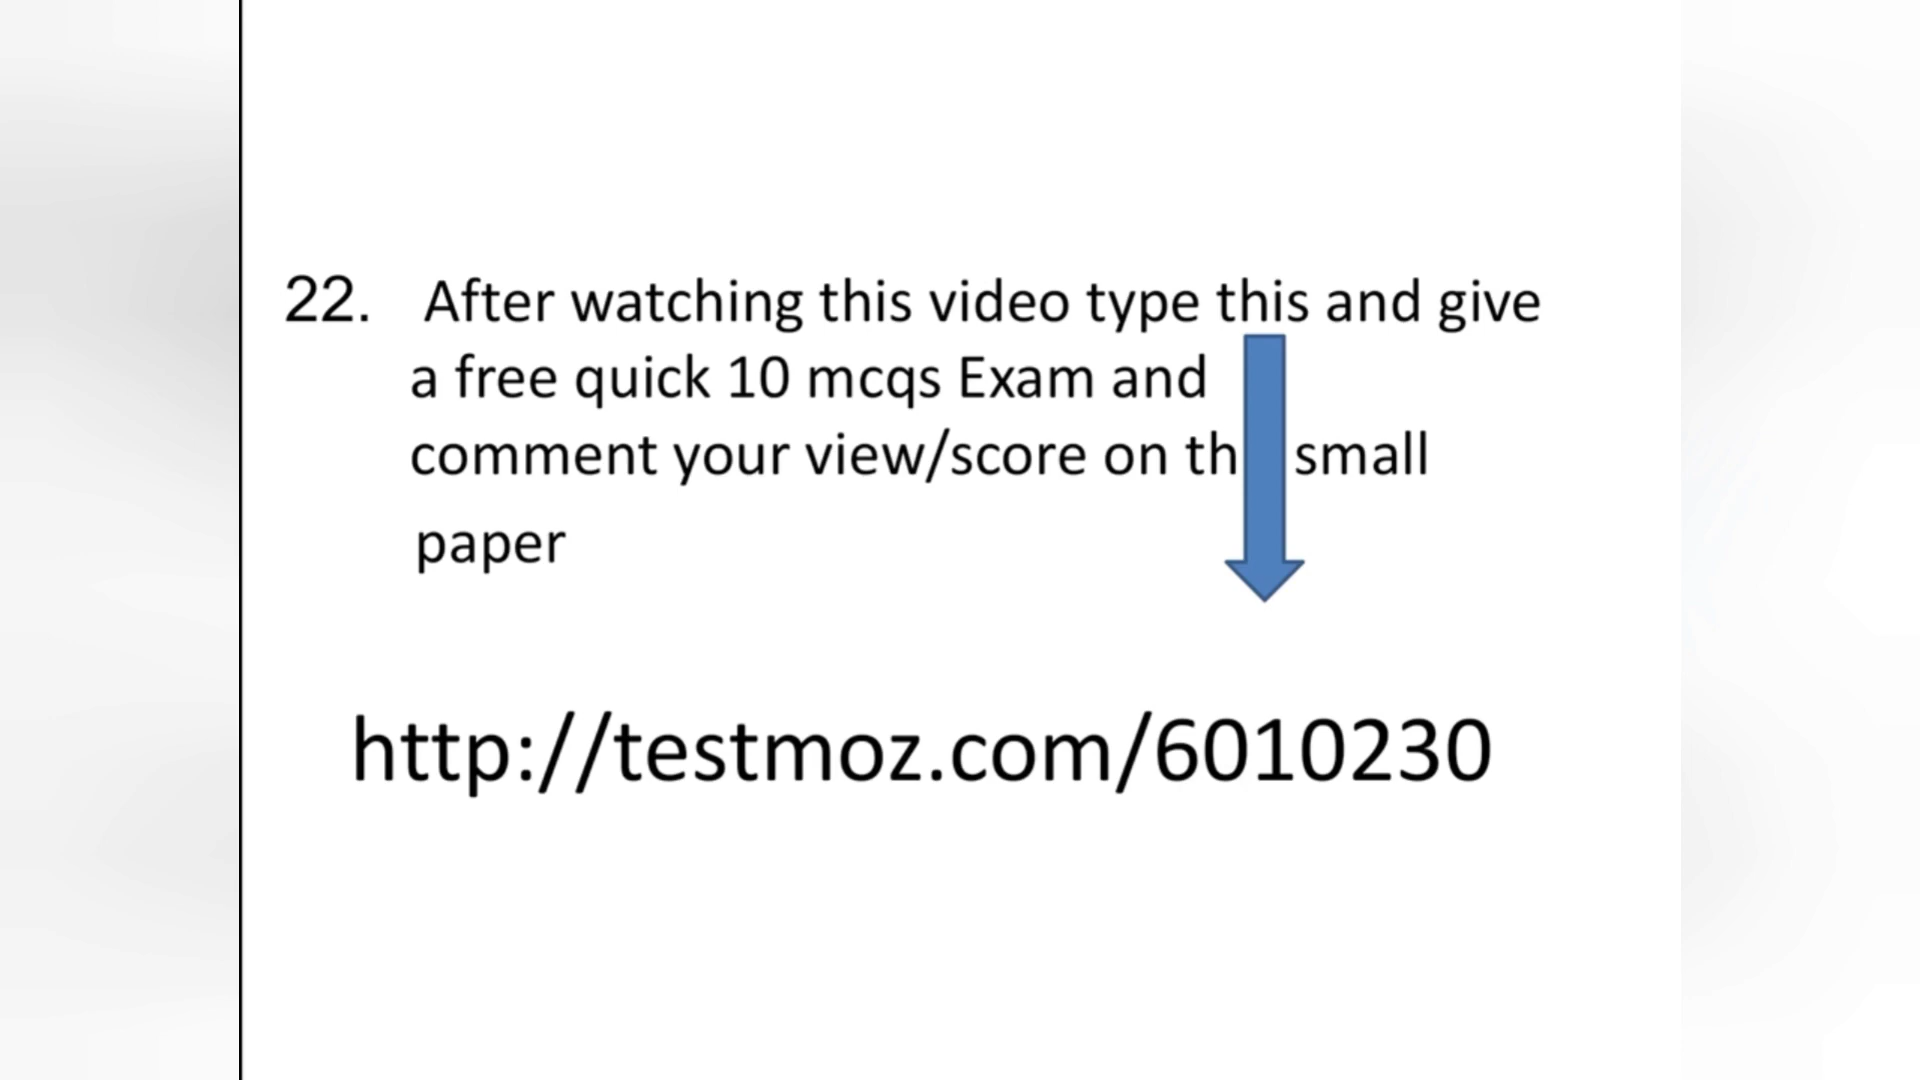 22. After watching this video type this and give
a free quick 10 mcqs Exam and
comment your view/score on th small
paper
http://testmoz.com/6010230